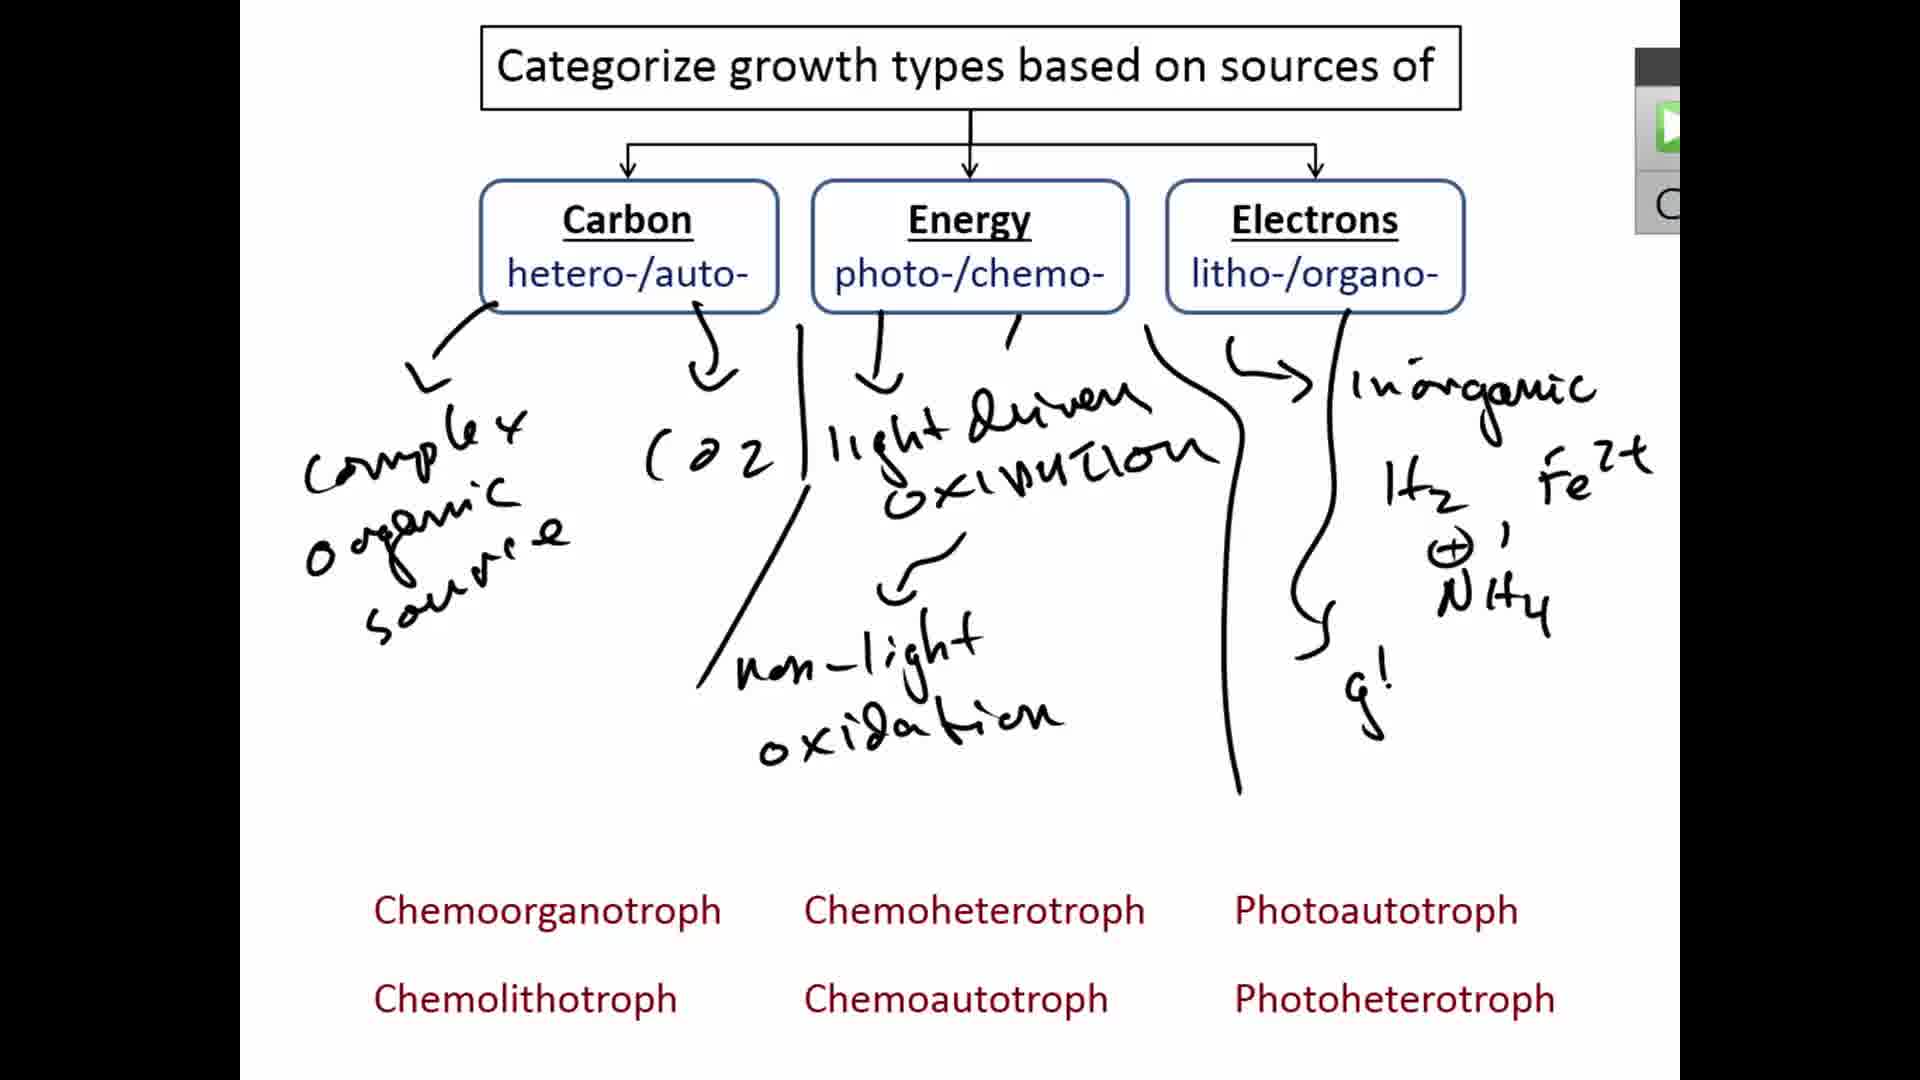 Categorize growth types based on sources of
Carbon
hetero-/auto-
Energy
photo-/chemo-
Electrons
litho-/organo-
complex
organic
source
CO2
light driven
oxidation
non-light
oxidation
inorganic
H2 Fe2+
NH4
Chemoorganotroph Chemoheterotroph Photoautotroph
Chemolithotroph Chemoautotroph Photoheterotroph